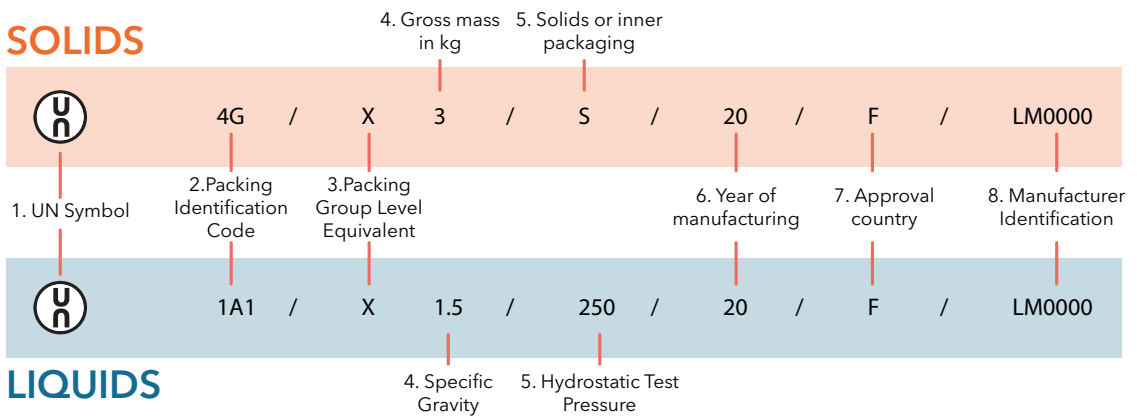 4. Gross mass
in kg
5. Solids or inner
packaging
SOLIDS
un 4G / X 3 / S / 20 / F / LM0000
1. UN Symbol
2.Packing
Identification
Code
3.Packing
Group Level
Equivalent
6. Year of
manufacturing
7. Approval
country
8. Manufacturer
Identification
un 1A1 / X 1.5 / 250 / 20 / F / LM0000
LIQUIDS
4. Specific
Gravity
5. Hydrostatic Test
Pressure